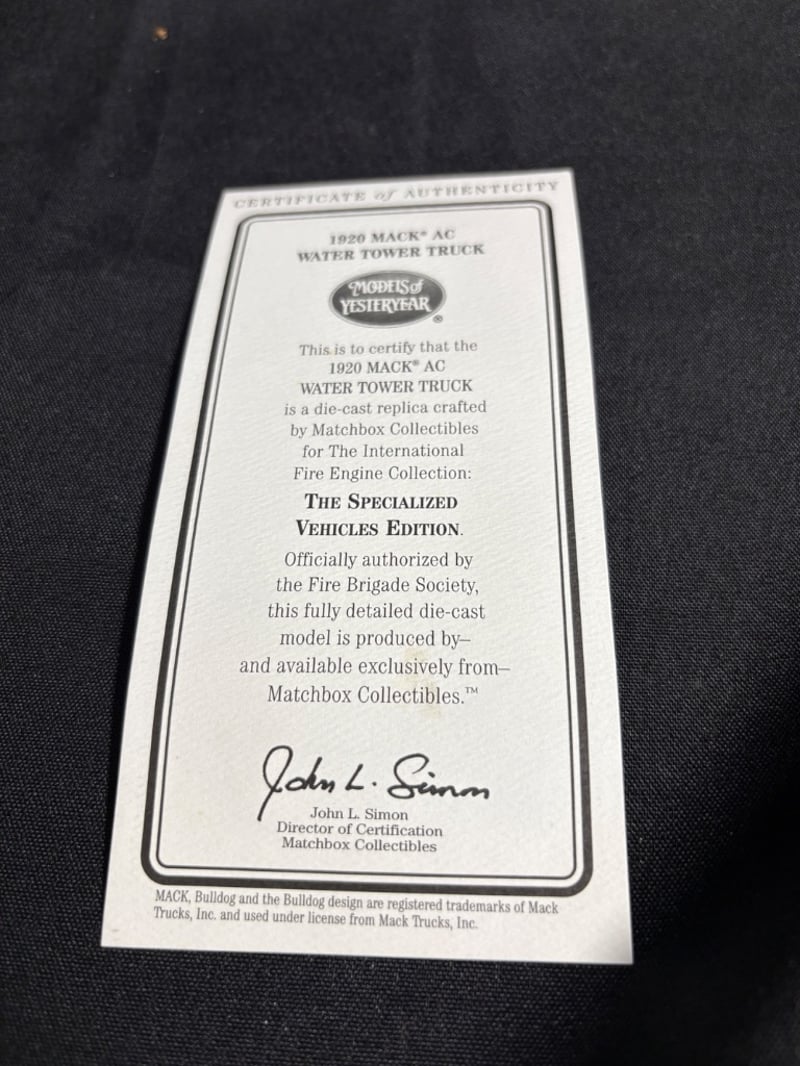 CERTIFICATE of AUTHENTICITY
1920 MACK® AC
WATER TOWER TRUCK
MODELS of
YESTERYEAR
®
This is to certify that the
1920 MACK® AC
WATER TOWER TRUCK
is a die-cast replica crafted
by Matchbox Collectibles
for The International
Fire Engine Collection:
THE SPECIALIZED
VEHICLES EDITION.
Officially authorized by
the Fire Brigade Society,
this fully detailed die-cast
model is produced by–
and available exclusively from–
Matchbox Collectibles.™
John L. Simon
John L. Simon
Director of Certification
Matchbox Collectibles
MACK, Bulldog and the Bulldog design are registered trademarks of Mack
Trucks, Inc. and used under license from Mack Trucks, Inc.